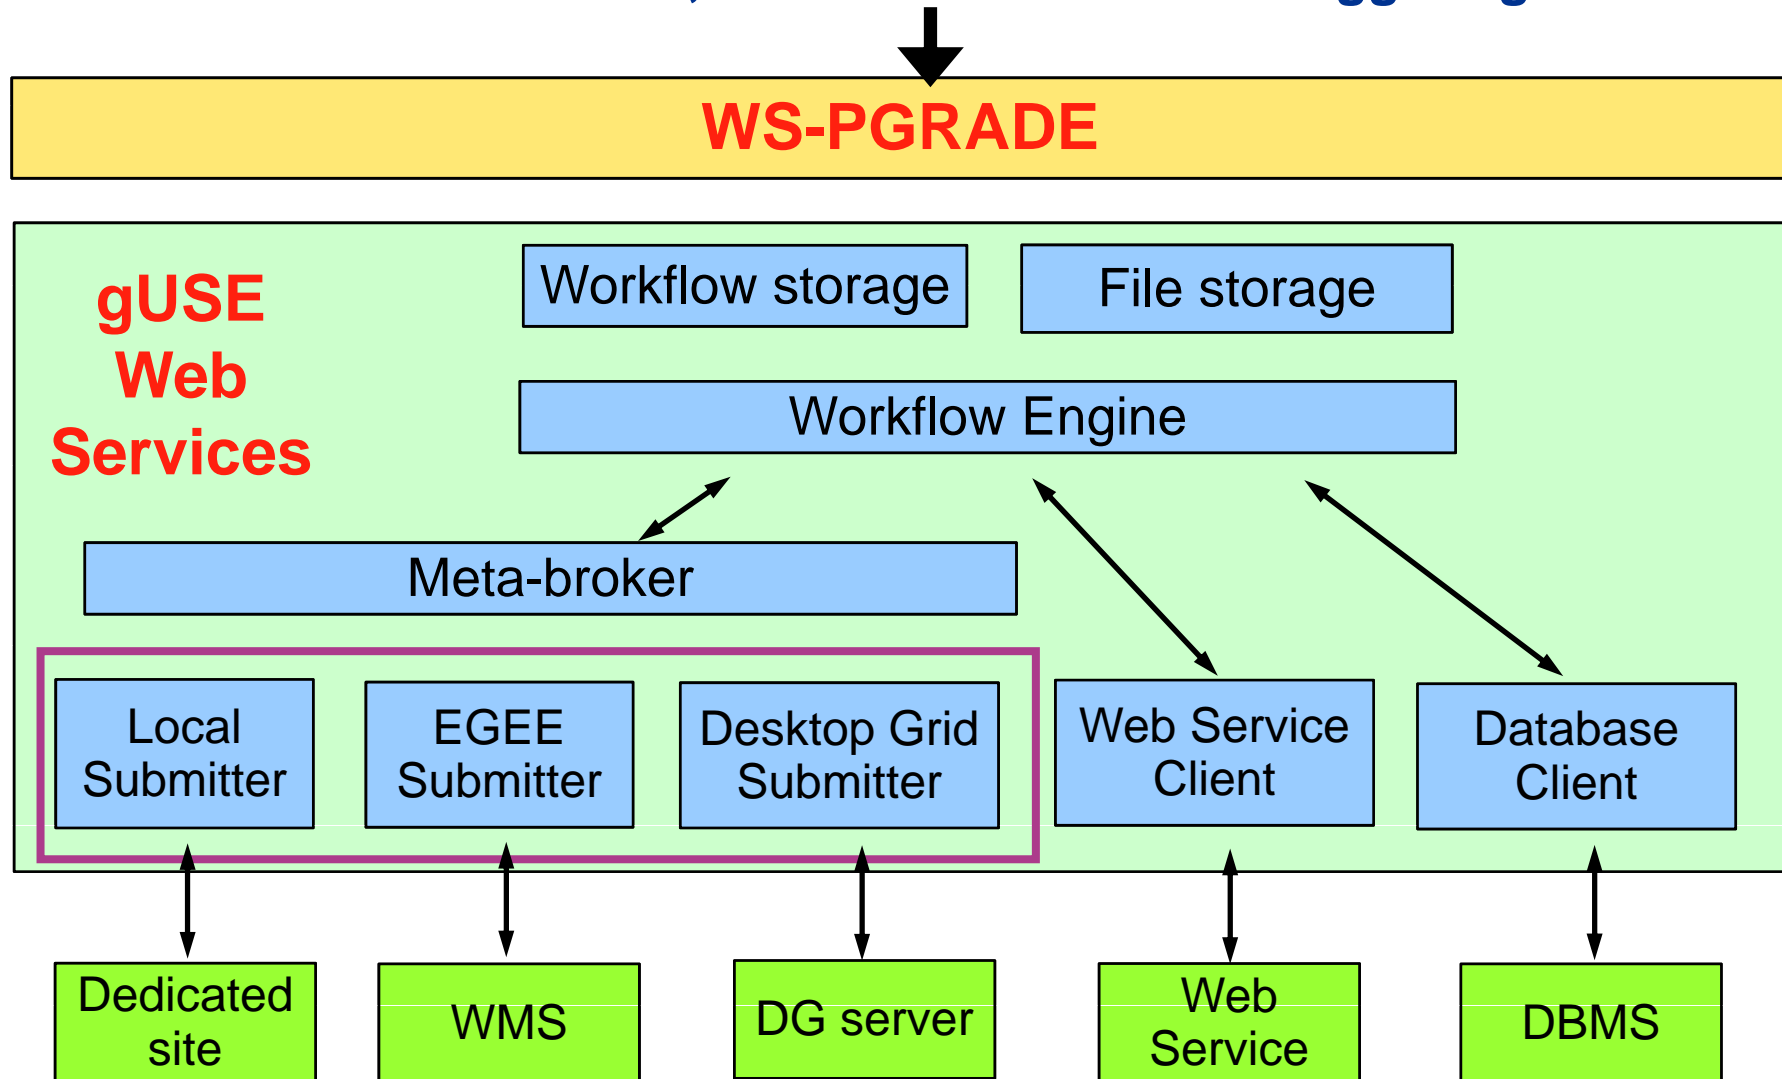 WS-PGRADE
gUSE
Web
Services
Workflow storage
File storage
Workflow Engine
Meta-broker
Local
Submitter
EGEE
Submitter
Desktop Grid
Submitter
Web Service
Client
Database
Client
Dedicated
site
WMS
DG server
Web
Service
DBMS